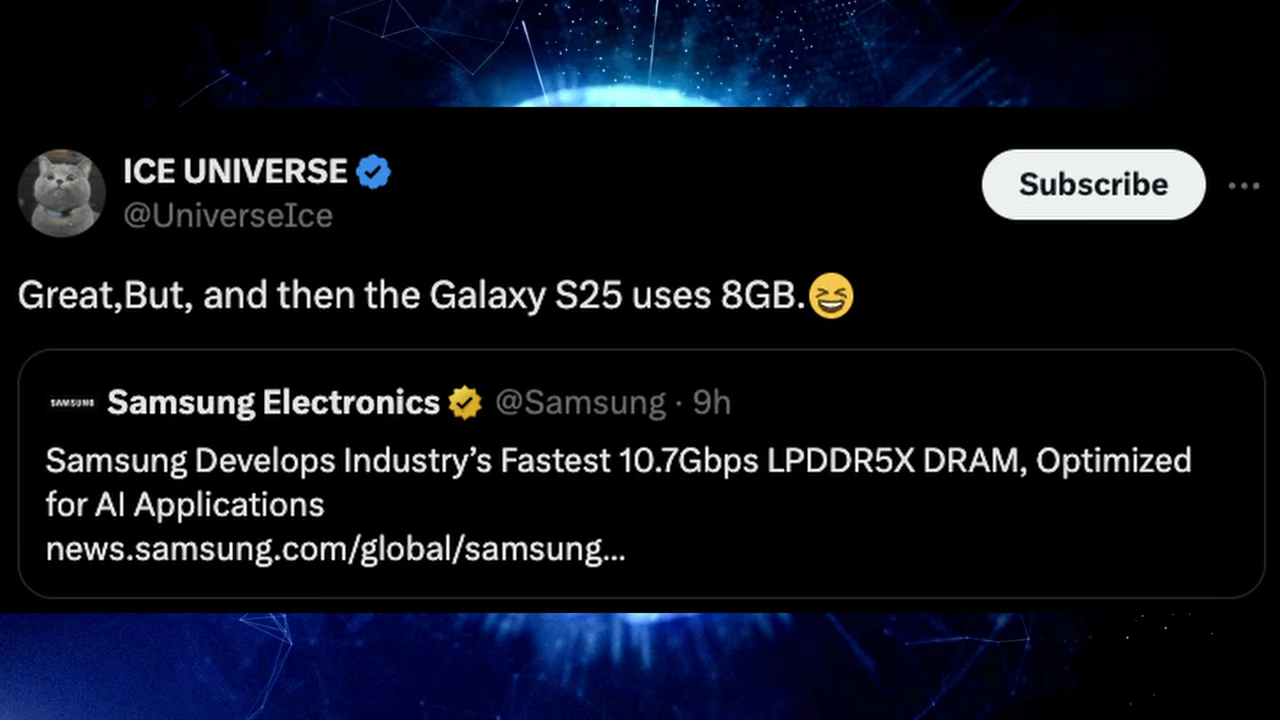 ICE UNIVERSE
Subscribe
@UniverseIce
Great,But, and then the Galaxy S25 uses 8GB.😆
SAMSUNG Samsung Electronics @Samsung · 9h
Samsung Develops Industry’s Fastest 10.7Gbps LPDDR5X DRAM, Optimized
for AI Applications
news.samsung.com/global/samsung...